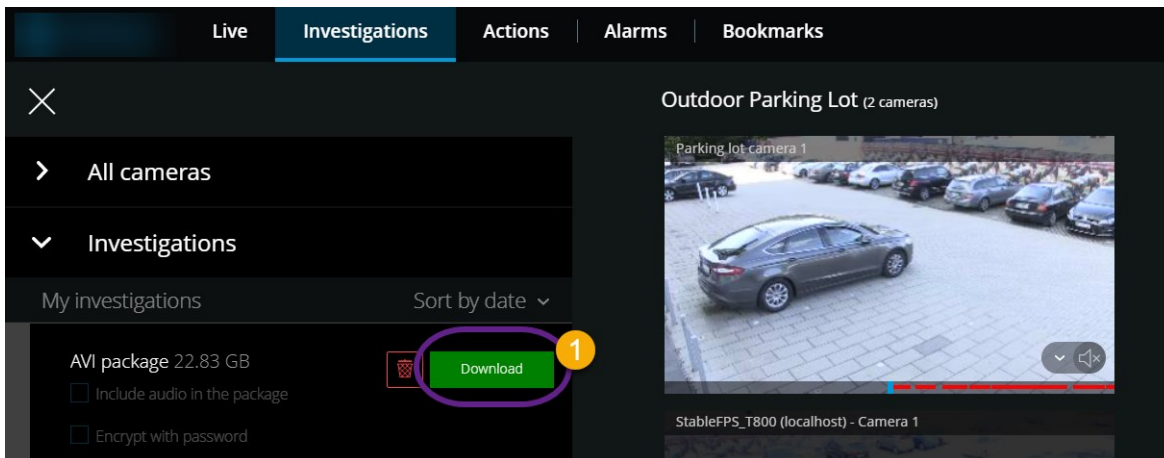 Live Investigations Actions Alarms Bookmarks
Outdoor Parking Lot (2 cameras)
All cameras
Investigations
My investigations Sort by date
AVI package 22.83 GB
Download
1
Include audio in the package
Encrypt with password
Parking lot camera 1
StableFPS_T800 (localhost) - Camera 1